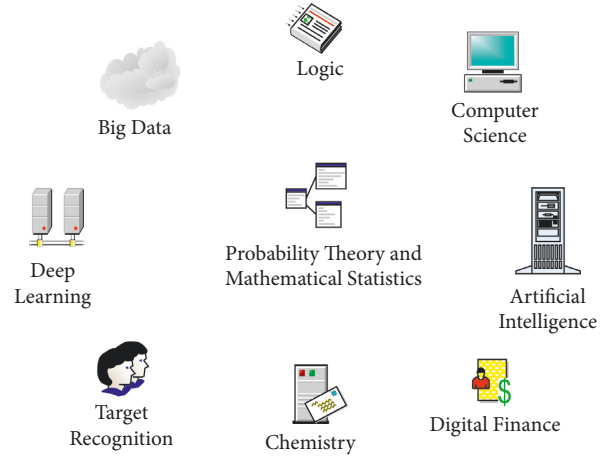 Logic
Big Data
Computer
Science
Probability Theory and
Mathematical Statistics
Deep
Learning
Artificial
Intelligence
Target
Recognition
Chemistry
Digital Finance
$